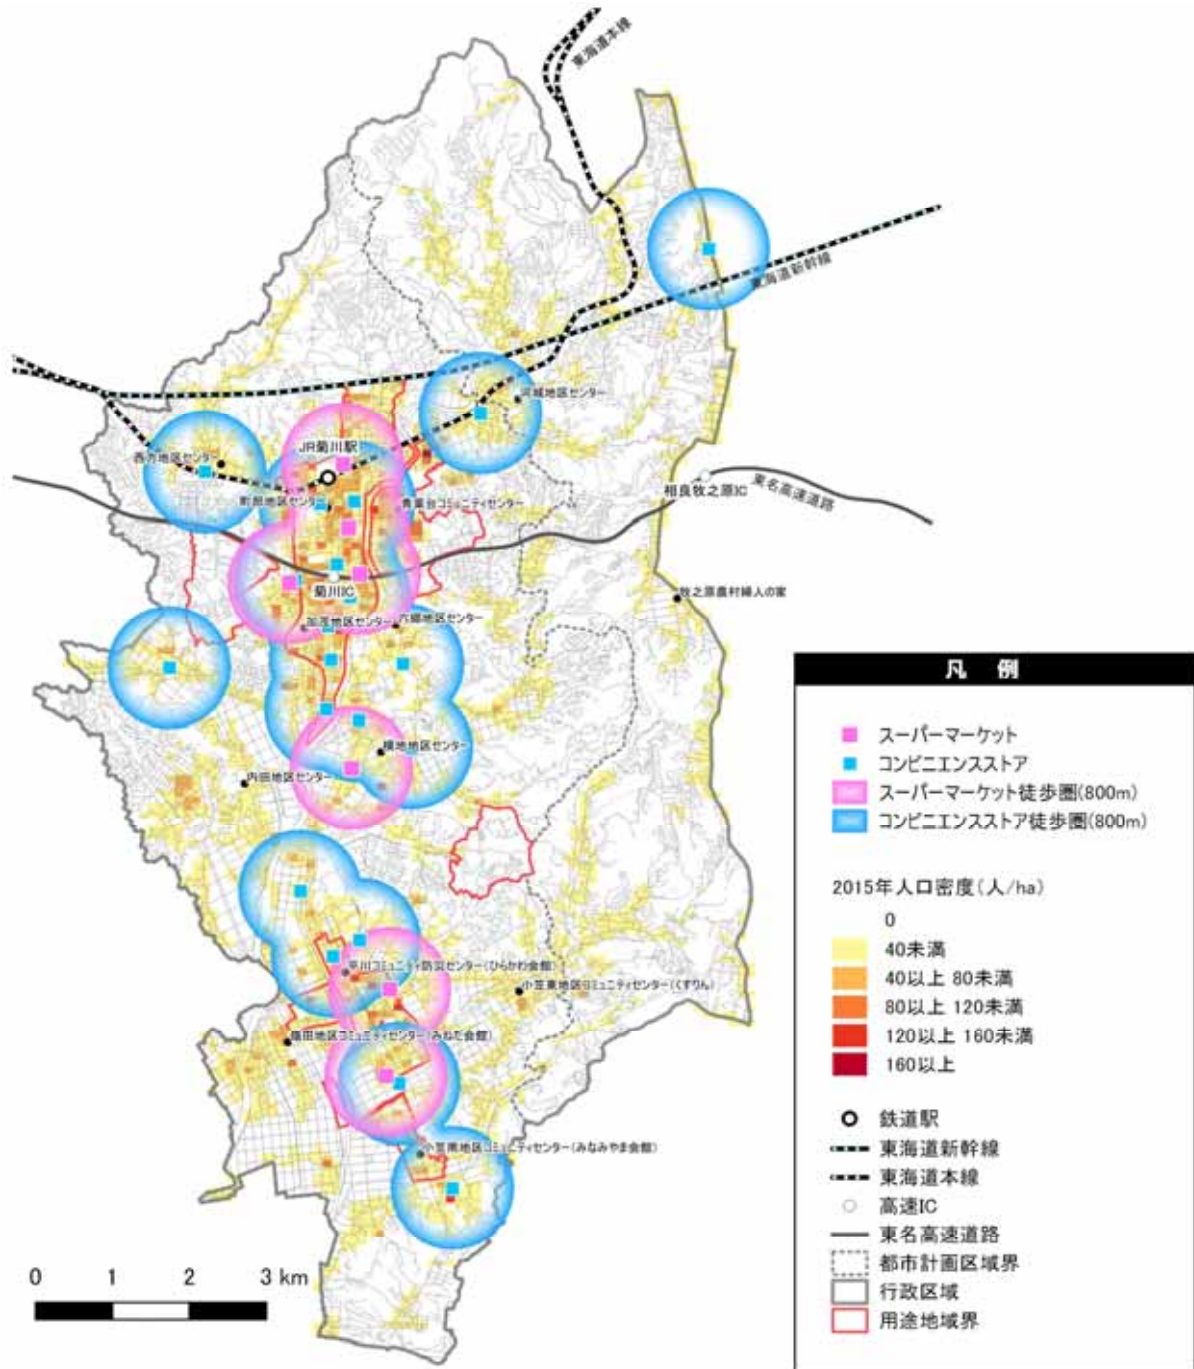 東海道本線
東海道新幹線
河城地区センター
JR菊川駅
西方地区センター
町部地区センター
青葉台コミュニティセンター
相良牧之原IC
東名高速道路
菊川IC
牧之原農村婦人の家
加茂地区センター
六郷地区センター
横地地区センター
内田地区センター
平川コミュニティ防災センター(ひらかわ会館)
小笠東地区コミュニティセンター(くすりん)
嶺田地区コミュニティセンター(みねだ会館)
小笠南地区コミュニティセンター(みなみやま会館)
0 1 2 3 km
凡 例
スーパーマーケット
コンビニエンスストア
スーパーマーケット徒歩圏(800m)
コンビニエンスストア徒歩圏(800m)
2015年人口密度(人/ha)
0
40未満
40以上 80未満
80以上 120未満
120以上 160未満
160以上
鉄道駅
東海道新幹線
東海道本線
高速IC
東名高速道路
都市計画区域界
行政区域
用途地域界